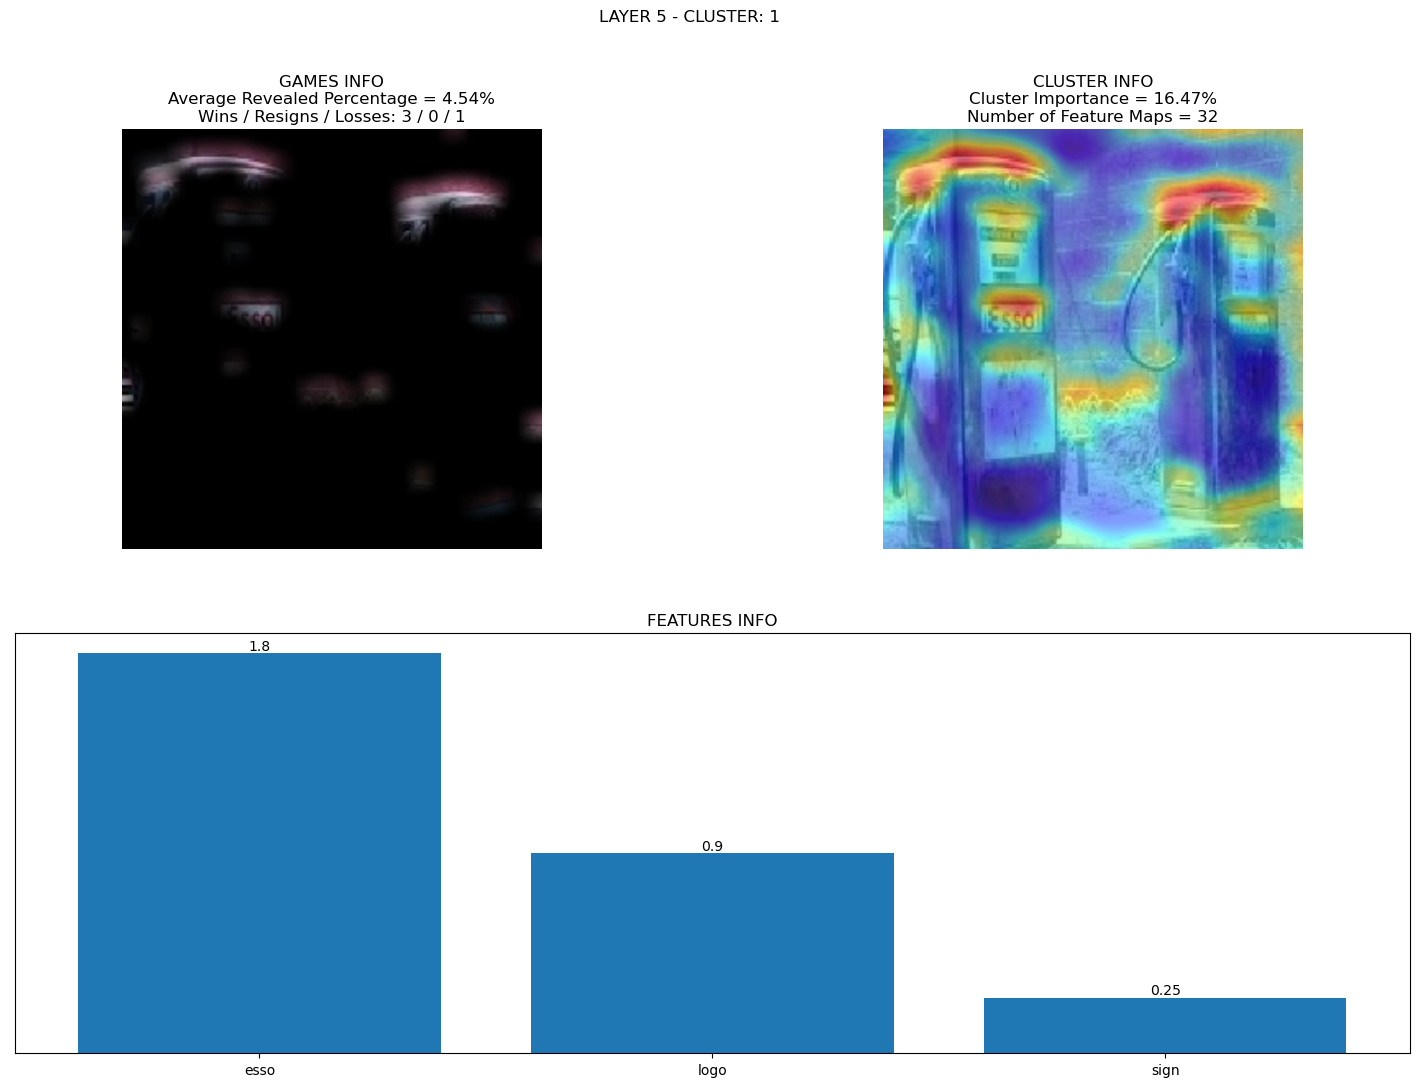 LAYER 5 - CLUSTER: 1
GAMES INFO
Average Revealed Percentage = 4.54%
Wins / Resigns / Losses: 3 / 0 / 1
CLUSTER INFO
Cluster Importance = 16.47%
Number of Feature Maps = 32
ESSO
ESSO
FEATURES INFO
1.8
0.9
0.25
esso
logo
sign